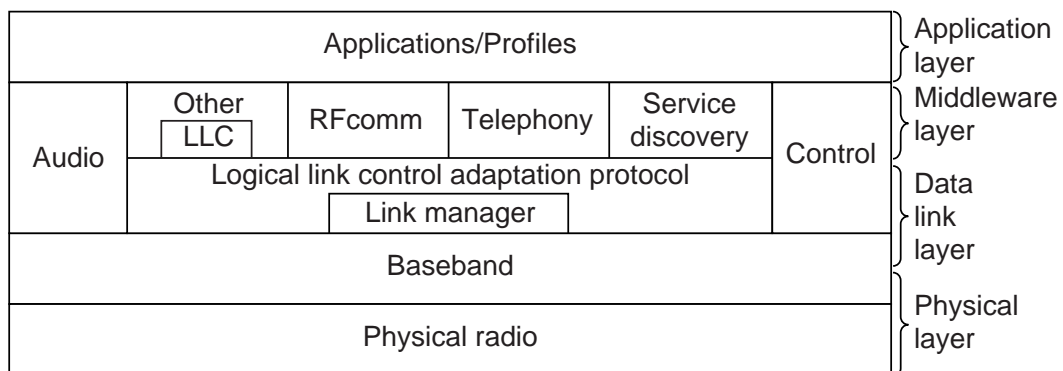 Applications/Profiles
Application
layer
Audio
Other
LLC
RFcomm
Telephony
Service
discovery
Control
Middleware
layer
Logical link control adaptation protocol
Link manager
Data
link
layer
Baseband
Physical radio
Physical
layer